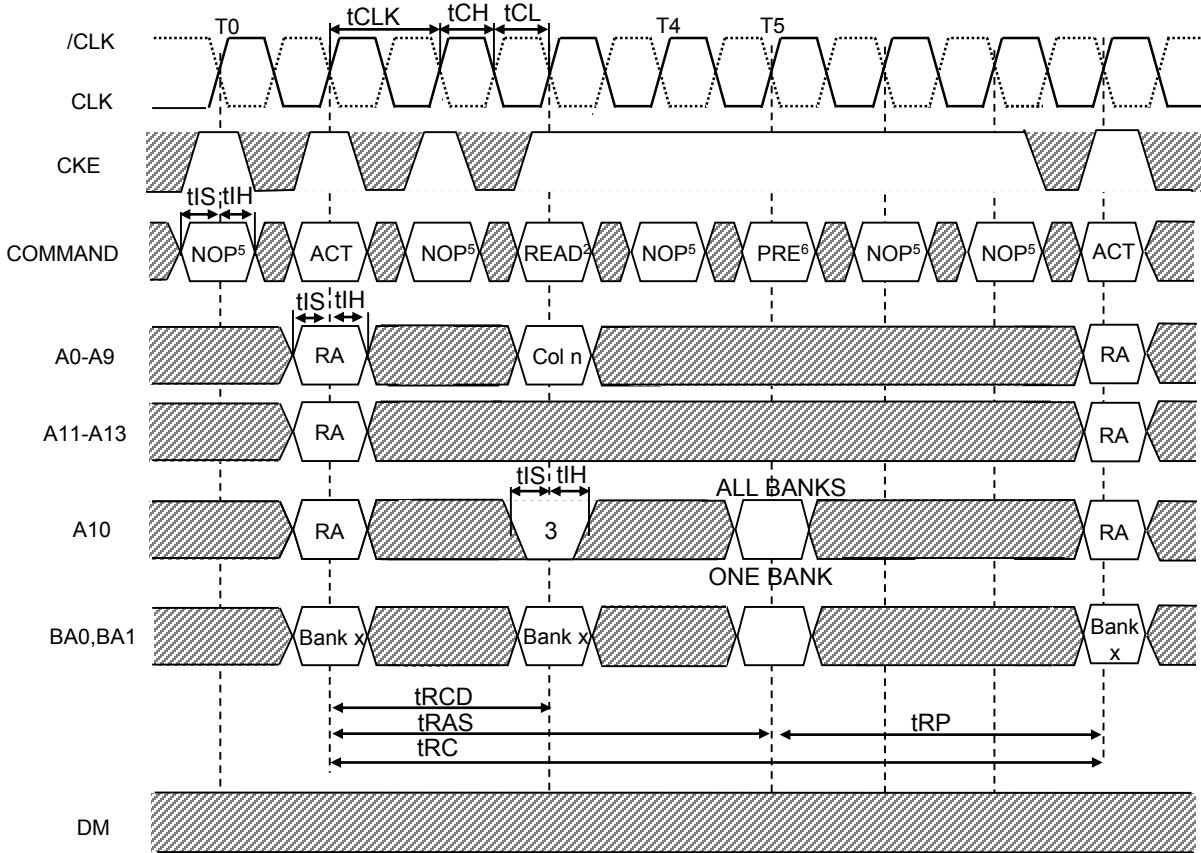 tCLK tCH tCL
/CLK T0 T4 T5
CLK
CKE
tIS tIH
COMMAND NOP⁵ ACT NOP⁵ READ² NOP⁵ PRE⁶ NOP⁵ NOP⁵ ACT
tIS tIH
A0-A9 RA Col n RA
A11-A13 RA RA
tIS tIH ALL BANKS
A10 RA 3 RA
ONE BANK
BA0,BA1 Bank x Bank x Bank x
tRCD
tRAS tRP
tRC
DM